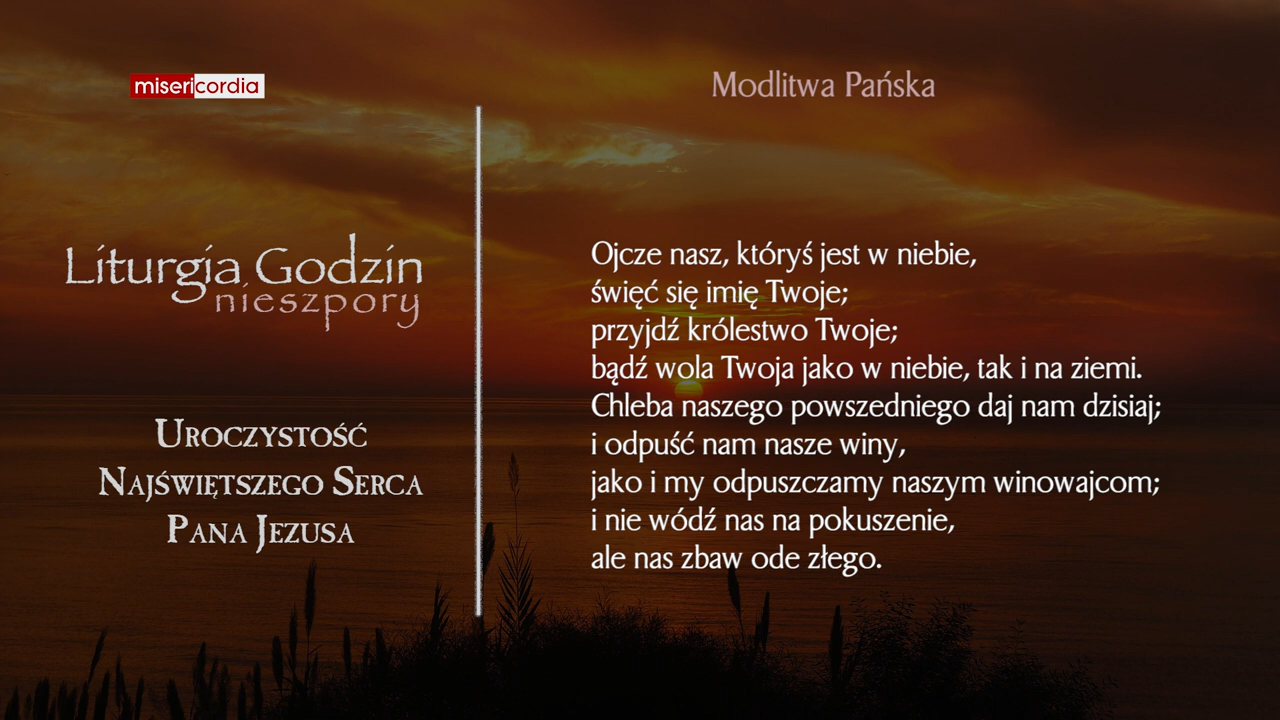 misericordia
Liturgia Godzin
nieszpory
Uroczystość
Najświętszego Serca
Pana Jezusa
Modlitwa Pańska
Ojcze nasz, któryś jest w niebie,
święć się imię Twoje;
przyjdź królestwo Twoje;
bądź wola Twoja jako w niebie, tak i na ziemi.
Chleba naszego powszedniego daj nam dzisiaj;
i odpuść nam nasze winy,
jako i my odpuszczamy naszym winowajcom;
i nie wódź nas na pokuszenie,
ale nas zbaw ode złego.